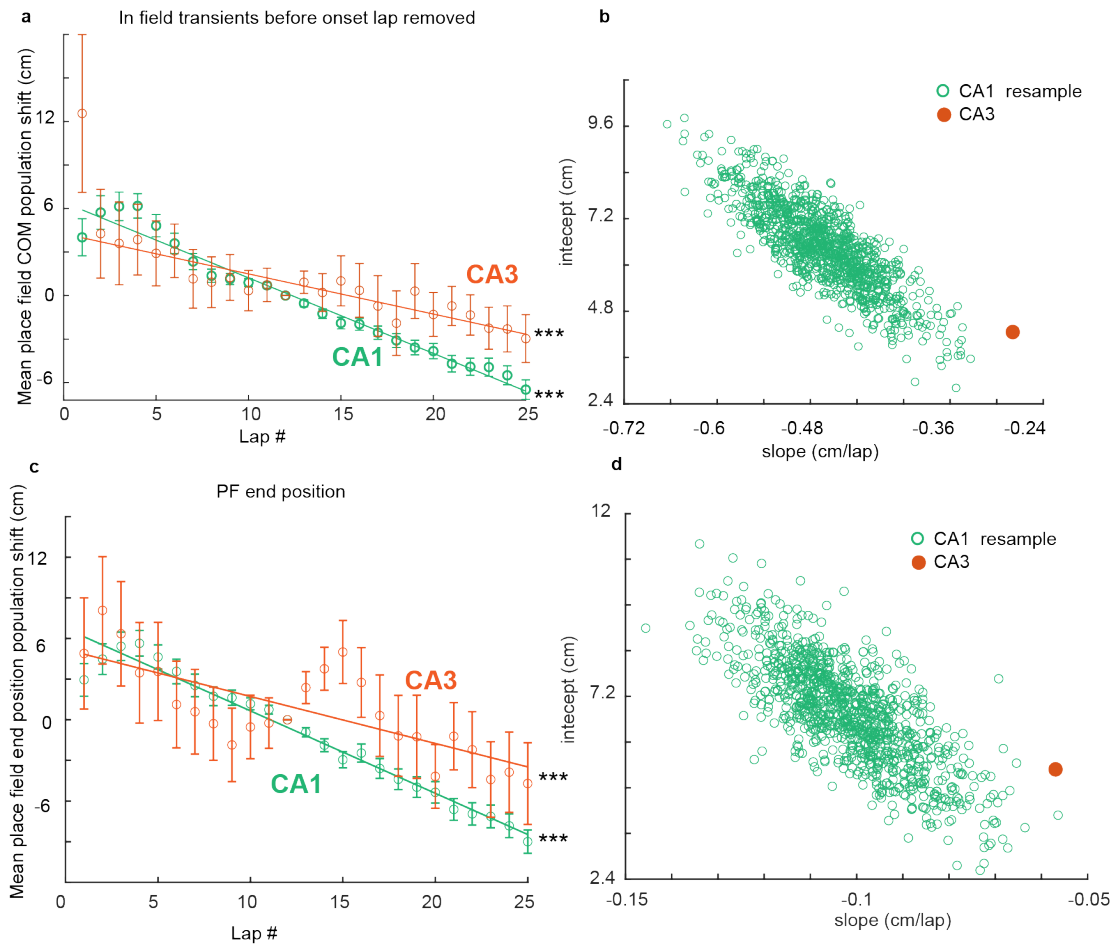 a
In field transients before onset lap removed
Mean place field COM population shift (cm)
12
6
0
-6
CA3
CA1
***
***
0
5
10
15
20
25
Lap #
b
intecept (cm)
9.6
7.2
4.8
2.4
CA1 resample
CA3
-0.72
-0.6
-0.48
-0.36
-0.24
slope (cm/lap)
c
PF end position
Mean place field end position population shift (cm)
12
6
0
-6
CA3
CA1
***
***
0
5
10
15
20
25
Lap #
d
intecept (cm)
12
7.2
2.4
CA1 resample
CA3
-0.15
-0.1
-0.05
slope (cm/lap)